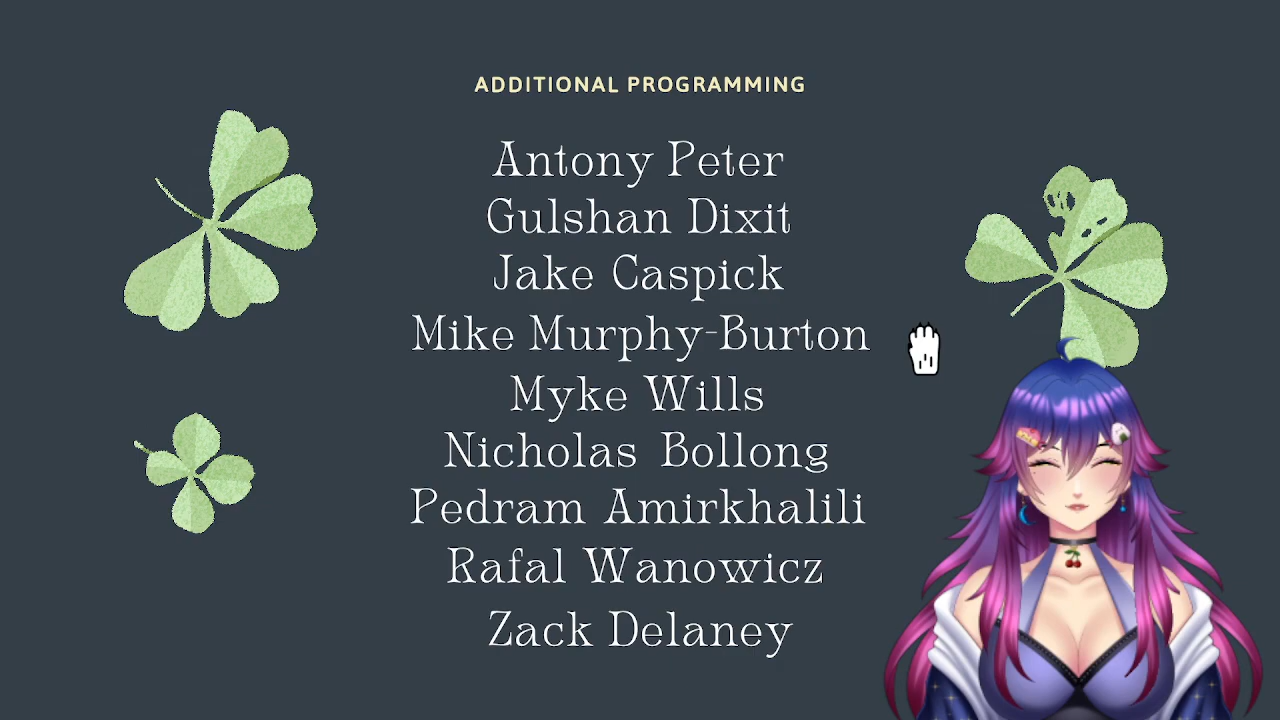 ADDITIONAL PROGRAMMING
Antony Peter
Gulshan Dixit
Jake Caspick
Mike Murphy-Burton
Myke Wills
Nicholas Bollong
Pedram Amirkhalili
Rafal Wanowicz
Zack Delaney